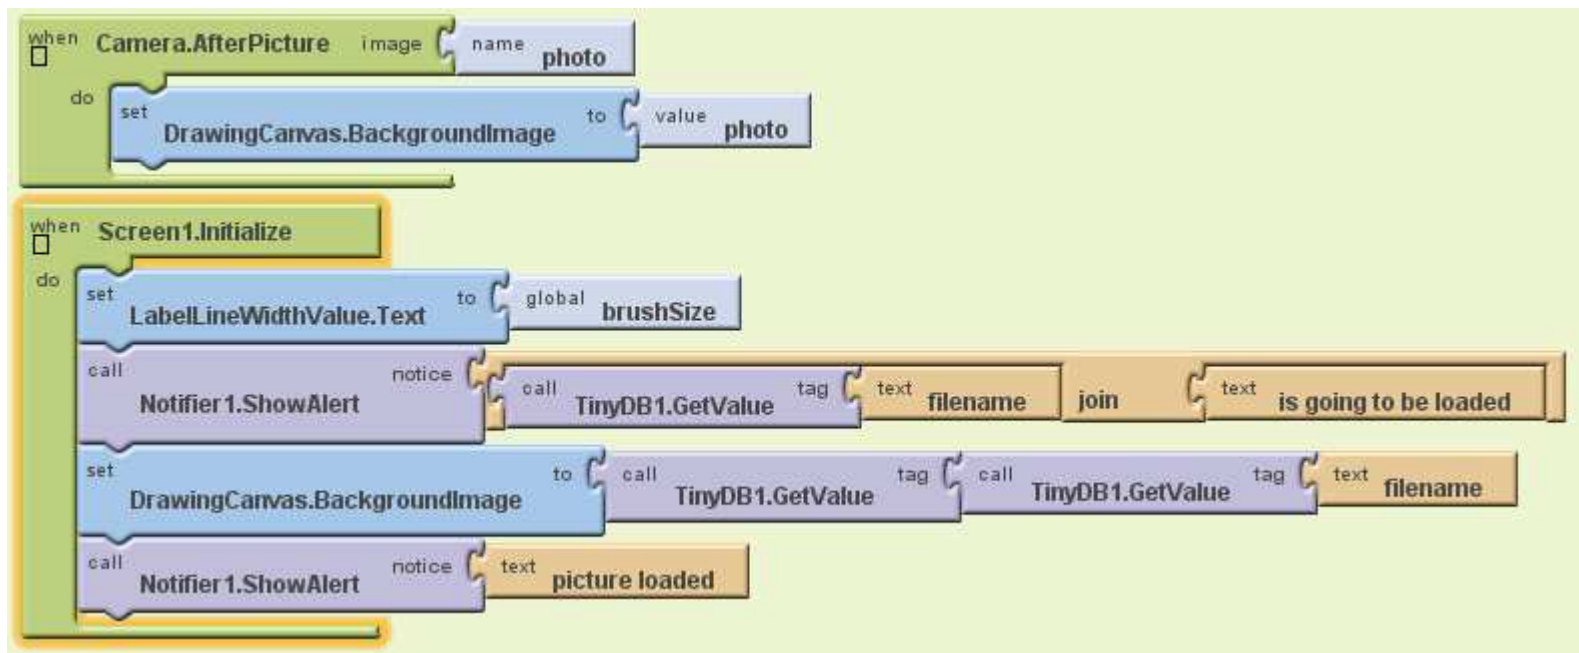 when Camera.AfterPicture image name photo
do set DrawingCanvas.BackgroundImage to value photo
when Screen1.Initialize
do set LabelLineWidthValue.Text to global brushSize
call Notifier1.ShowAlert notice call TinyDB1.GetValue tag text filename join text is going to be loaded
set DrawingCanvas.BackgroundImage to call TinyDB1.GetValue tag call TinyDB1.GetValue tag text filename
call Notifier1.ShowAlert notice text picture loaded